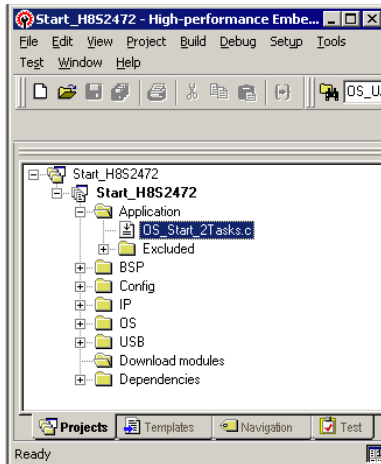 Start_H8S2472 - High-performance Embe...
File Edit View Project Build Debug Setup Tools
Test Window Help
OS_U
Start_H8S2472
Start_H8S2472
Application
OS_Start_2Tasks.c
Excluded
BSP
Config
IP
OS
USB
Download modules
Dependencies
Projects Templates Navigation Test
Ready